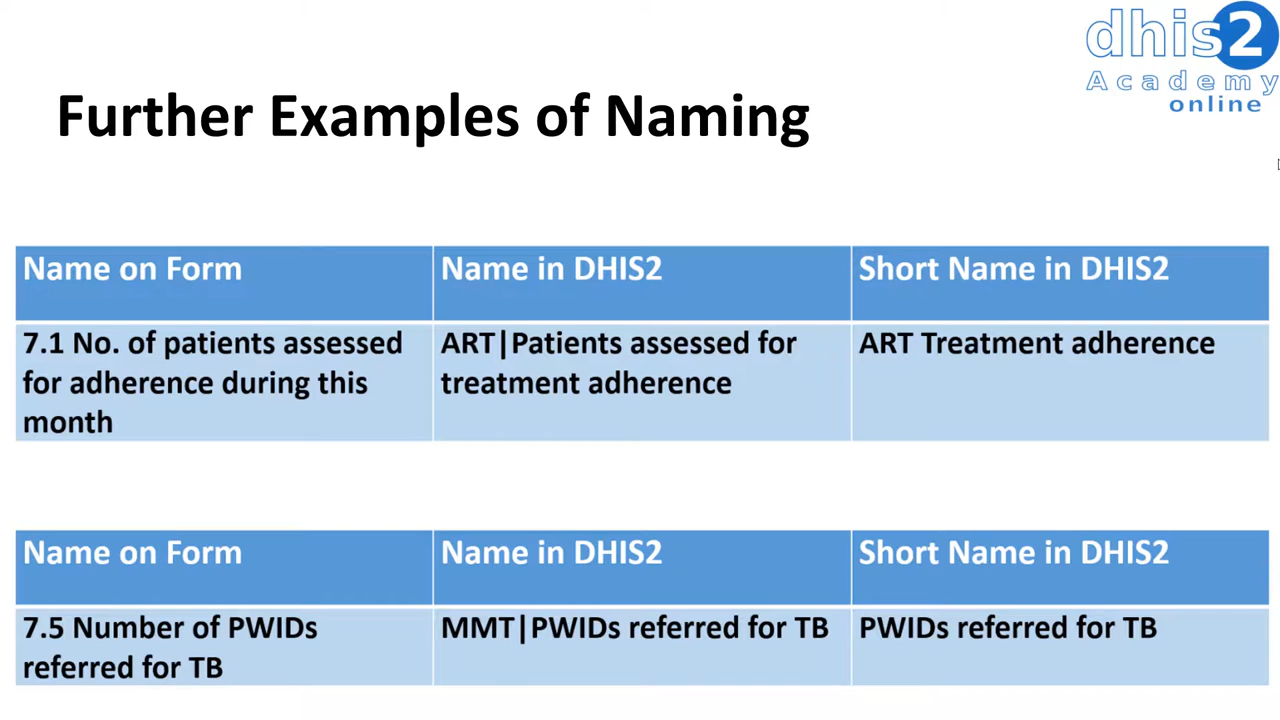 dhis2
Academy
online
Further Examples of Naming
Name on Form
Name in DHIS2
Short Name in DHIS2
7.1 No. of patients assessed
for adherence during this
month
ART|Patients assessed for
treatment adherence
ART Treatment adherence
Name on Form
Name in DHIS2
Short Name in DHIS2
7.5 Number of PWIDs
referred for TB
MMT|PWIDs referred for TB
PWIDs referred for TB